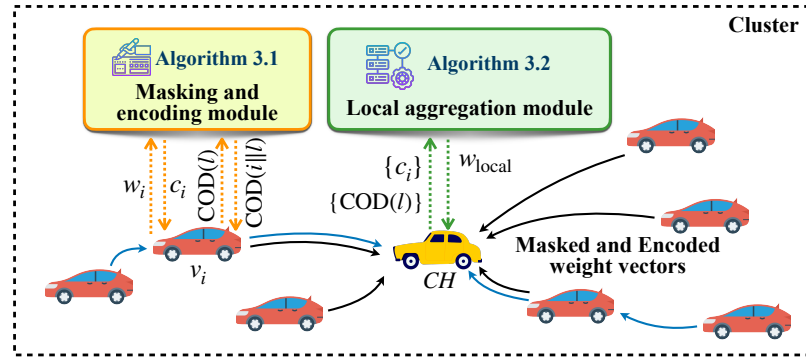 Cluster
Algorithm 3.1
Masking and
encoding module
Algorithm 3.2
Local aggregation module
w_i
c_i
COD(l)
COD(i||l)
{c_i}
{COD(l)}
w_local
v_i
CH
Masked and Encoded
weight vectors